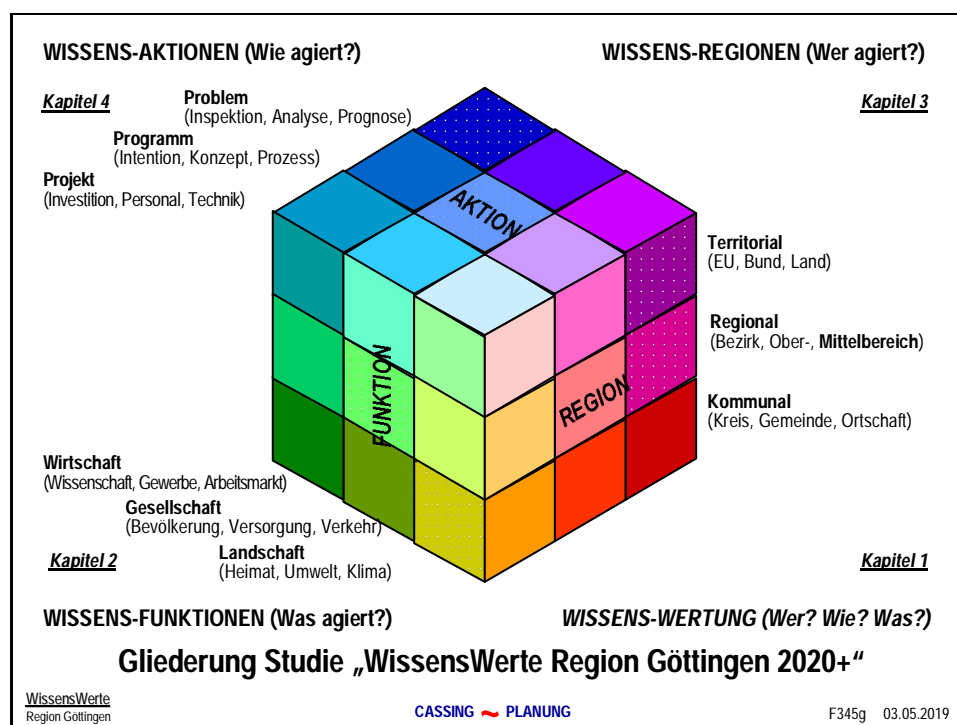 WISSENS-AKTIONEN (Wie agiert?)
WISSENS-REGIONEN (Wer agiert?)
Kapitel 4
Problem
(Inspektion, Analyse, Prognose)
Kapitel 3
Programm
(Intention, Konzept, Prozess)
Projekt
(Investition, Personal, Technik)
AKTION
Territorial
(EU, Bund, Land)
Regional
(Bezirk, Ober-, Mittelbereich)
FUNKTION
REGION
Kommunal
(Kreis, Gemeinde, Ortschaft)
Wirtschaft
(Wissenschaft, Gewerbe, Arbeitsmarkt)
Gesellschaft
(Bevölkerung, Versorgung, Verkehr)
Landschaft
(Heimat, Umwelt, Klima)
Kapitel 2
Kapitel 1
WISSENS-FUNKTIONEN (Was agiert?)
WISSENS-WERTUNG (Wer? Wie? Was?)
Gliederung Studie „WissensWerte Region Göttingen 2020+“
WissensWerte
Region Göttingen
CASSING ~ PLANUNG
F345g 03.05.2019